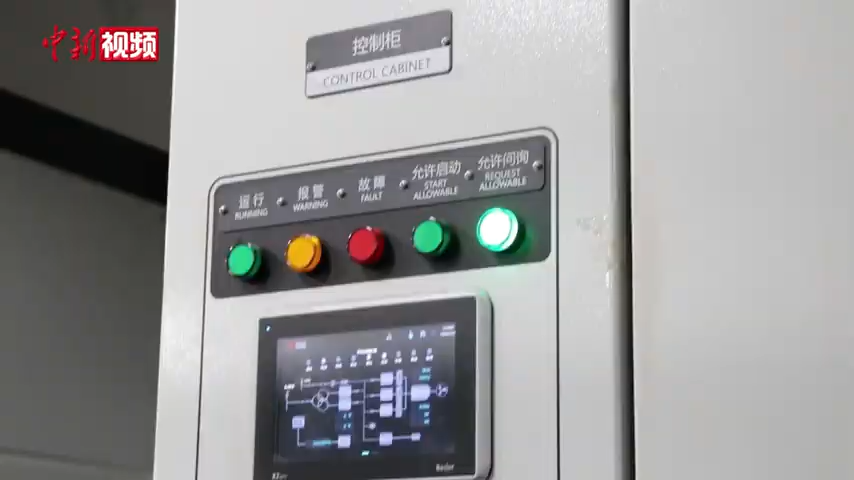 中新视频
控制柜
CONTROL CABINET
运行
RUNNING
报警
WARNING
故障
FAULT
允许启动
START
ALLOWABLE
允许问询
REQUEST
ALLOWABLE